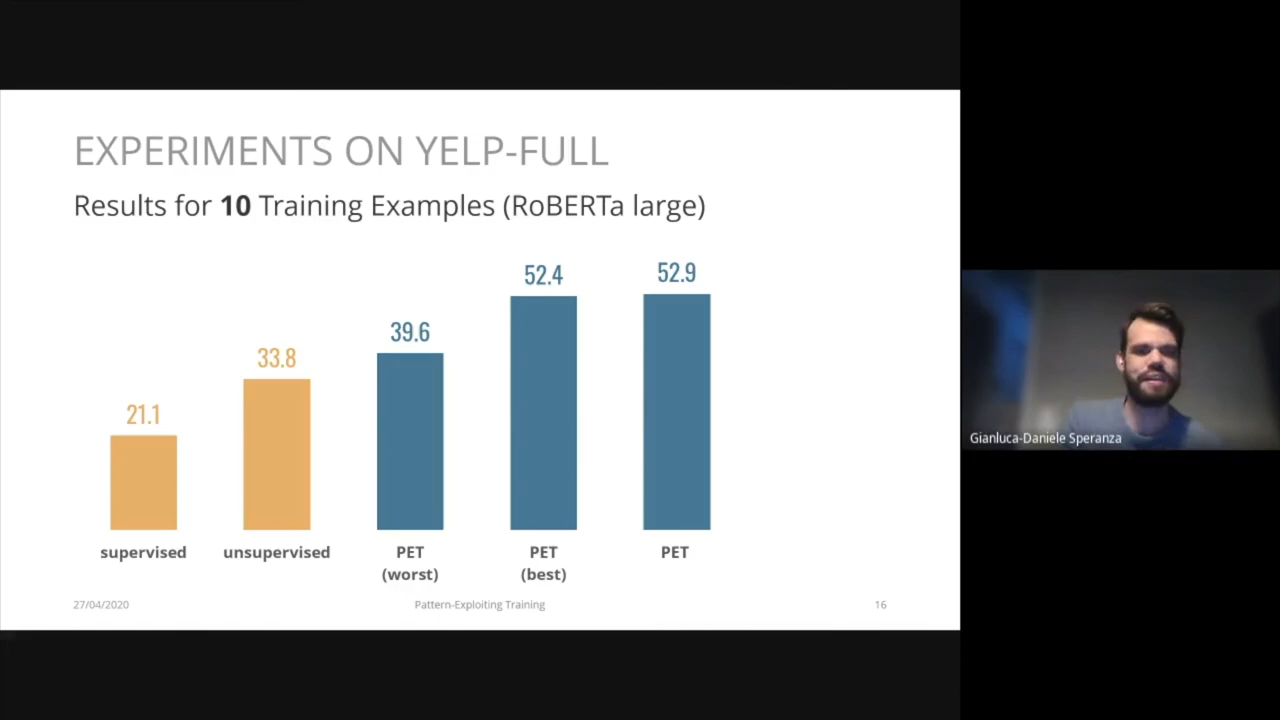 EXPERIMENTS ON YELP-FULL
Results for 10 Training Examples (RoBERTa large)
21.1
33.8
39.6
52.4
52.9
supervised
unsupervised
PET
(worst)
PET
(best)
PET
27/04/2020
Pattern-Exploiting Training
16
Gianluca-Daniele Speranza